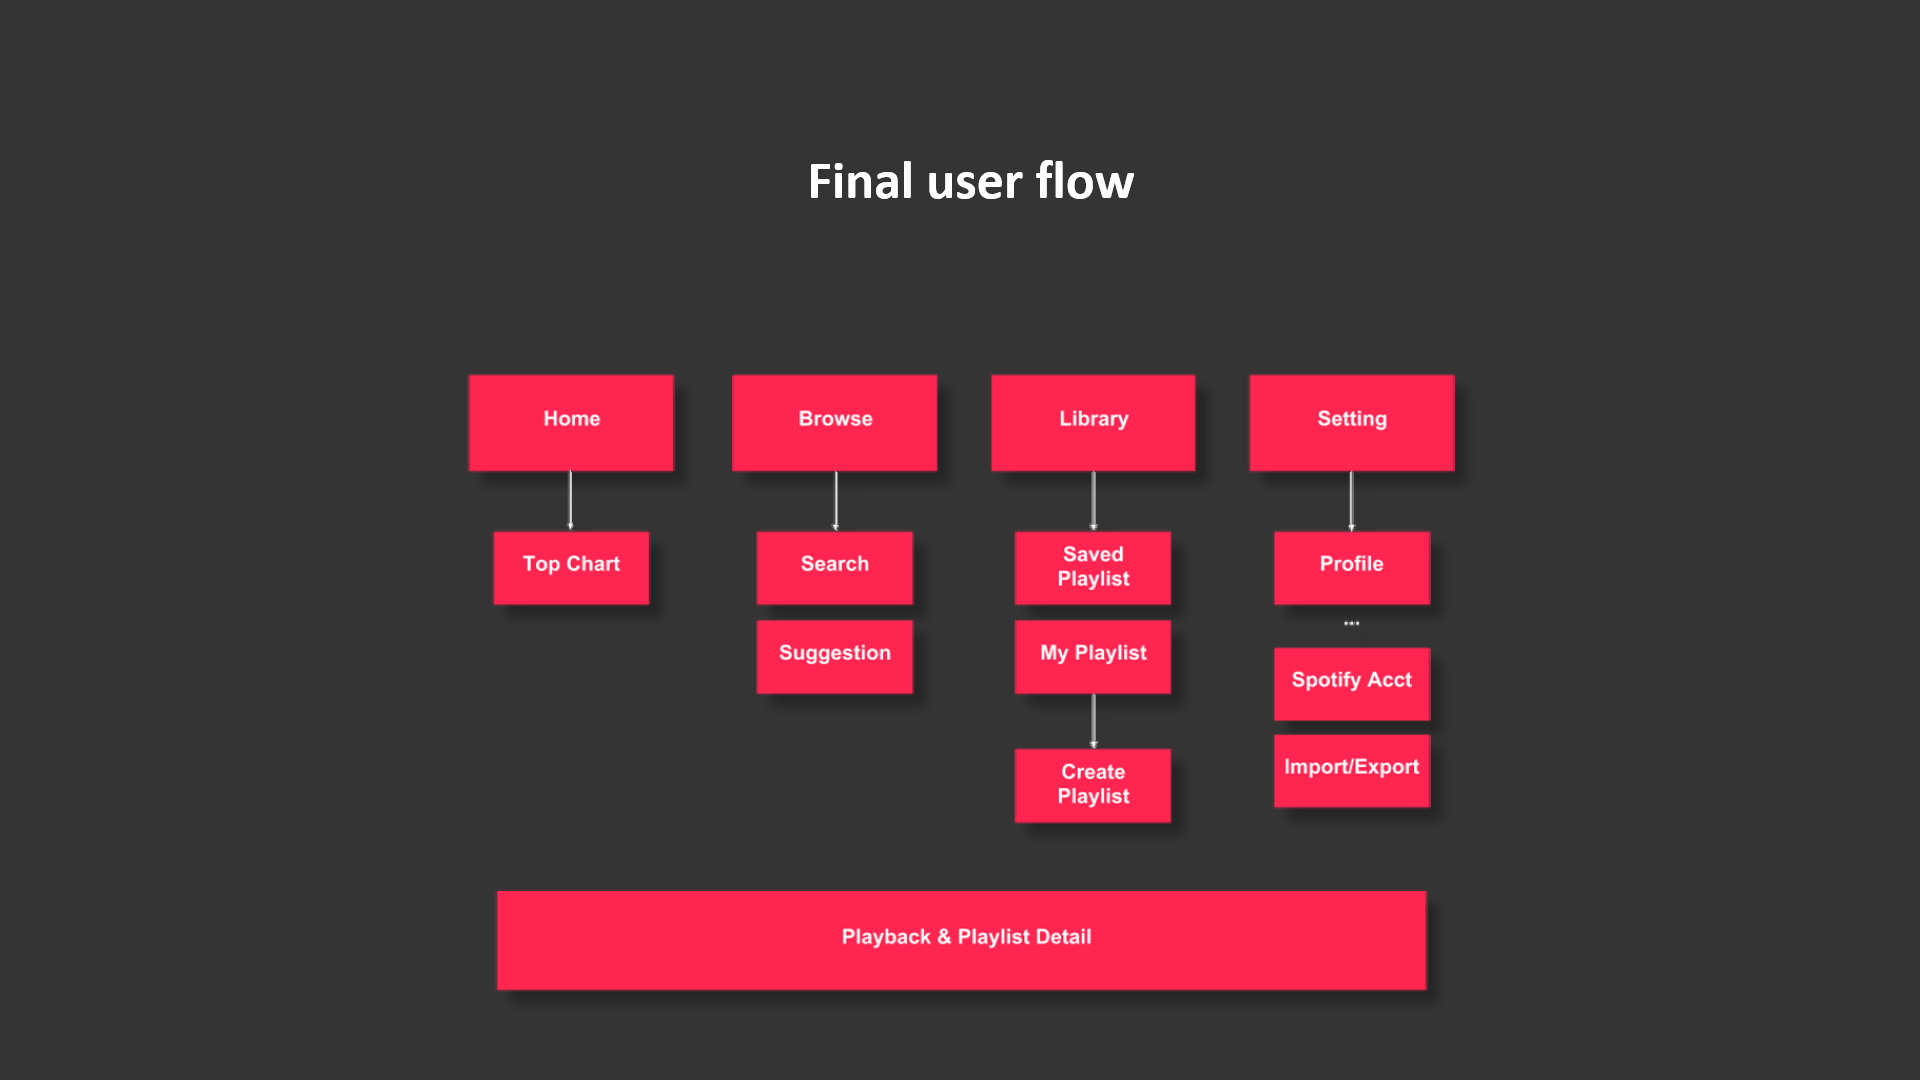 Final user flow
Home
Browse
Library
Setting
Top Chart
Search
Saved
Playlist
Profile
...
Suggestion
My Playlist
Spotify Acct
Create
Playlist
Import/Export
Playback & Playlist Detail